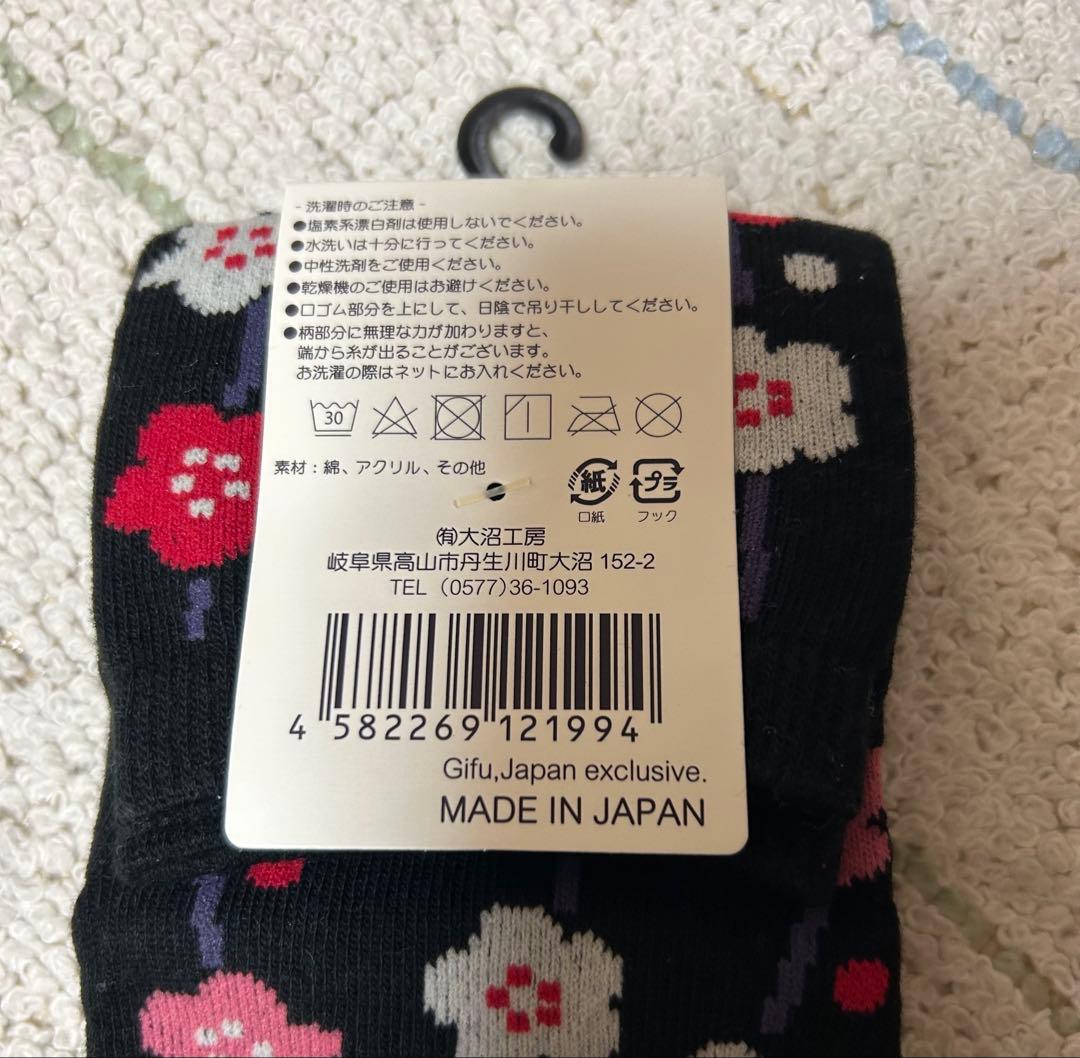 - 洗濯時のご注意 -
●塩素系漂白剤は使用しないでください。
●水洗いは十分に行ってください。
●中性洗剤をご使用ください。
●乾燥機のご使用はお避けください。
●口ゴム部分を上にして、日陰で吊り干ししてください。
●柄部分に無理な力が加わりますと、
端から糸が出ることがございます。
お洗濯の際はネットにお入れください。
30
素材：綿、アクリル、その他
紙 プラ
口紙 フック
㈲大沼工房
岐阜県高山市丹生川町大沼 152-2
TEL（0577)36-1093
4 582269 121994
Gifu,Japan exclusive.
MADE IN JAPAN